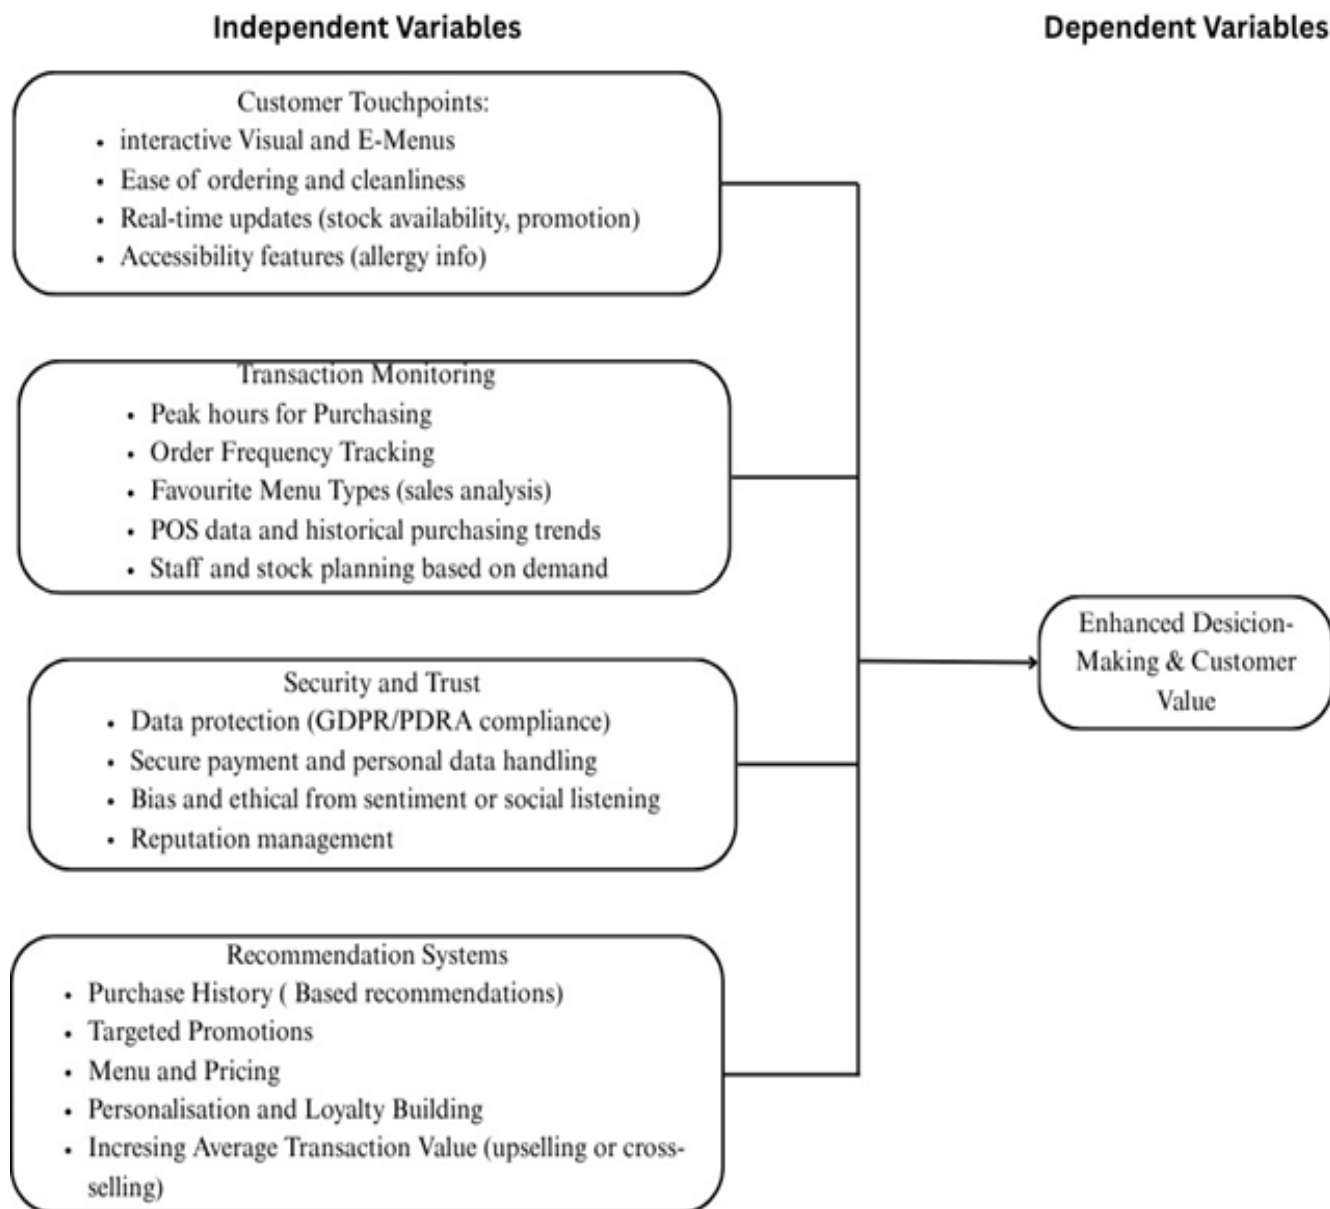 Independent Variables
Dependent Variables
Customer Touchpoints:
• interactive Visual and E-Menus
• Ease of ordering and cleanliness
• Real-time updates (stock availability, promotion)
• Accessibility features (allergy info)
Transaction Monitoring
• Peak hours for Purchasing
• Order Frequency Tracking
• Favourite Menu Types (sales analysis)
• POS data and historical purchasing trends
• Staff and stock planning based on demand
Security and Trust
• Data protection (GDPR/PDRA compliance)
• Secure payment and personal data handling
• Bias and ethical from sentiment or social listening
• Reputation management
Recommendation Systems
• Purchase History ( Based recommendations)
• Targeted Promotions
• Menu and Pricing
• Personalisation and Loyalty Building
• Incresing Average Transaction Value (upselling or cross-
selling)
Enhanced Desicion-
Making & Customer
Value